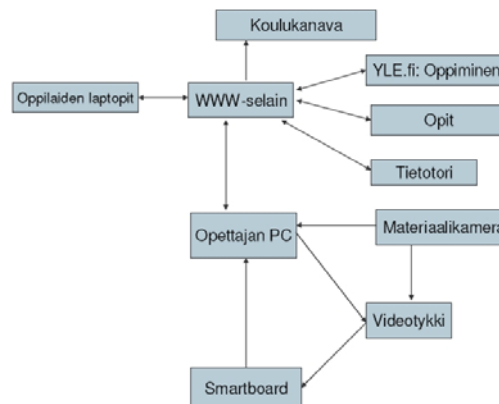 Koulukanava
YLE.fi: Oppiminen
Oppilaiden laptopit
WWW-selain
Opit
Tietotori
Opettajan PC
Materiaalikamera
Videotykki
Smartboard